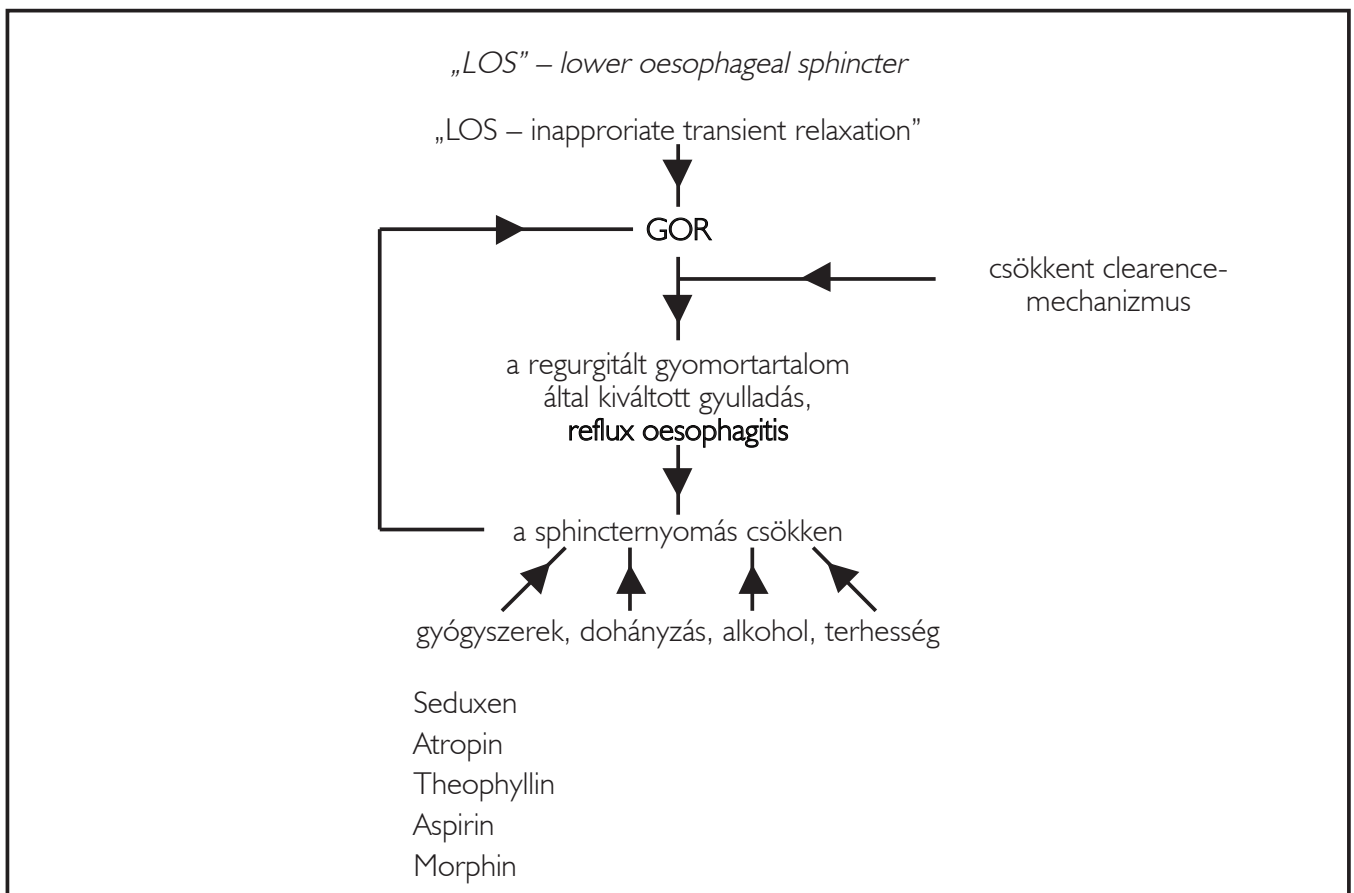 „LOS” – lower oesophageal sphincter
„LOS – inapproriate transient relaxation”
GOR
csökkent clearence-
mechanizmus
a regurgitált gyomortartalom
által kiváltott gyulladás,
reflux oesophagitis
a sphincternyomás csökken
gyógyszerek, dohányzás, alkohol, terhesség
Seduxen
Atropin
Theophyllin
Aspirin
Morphin